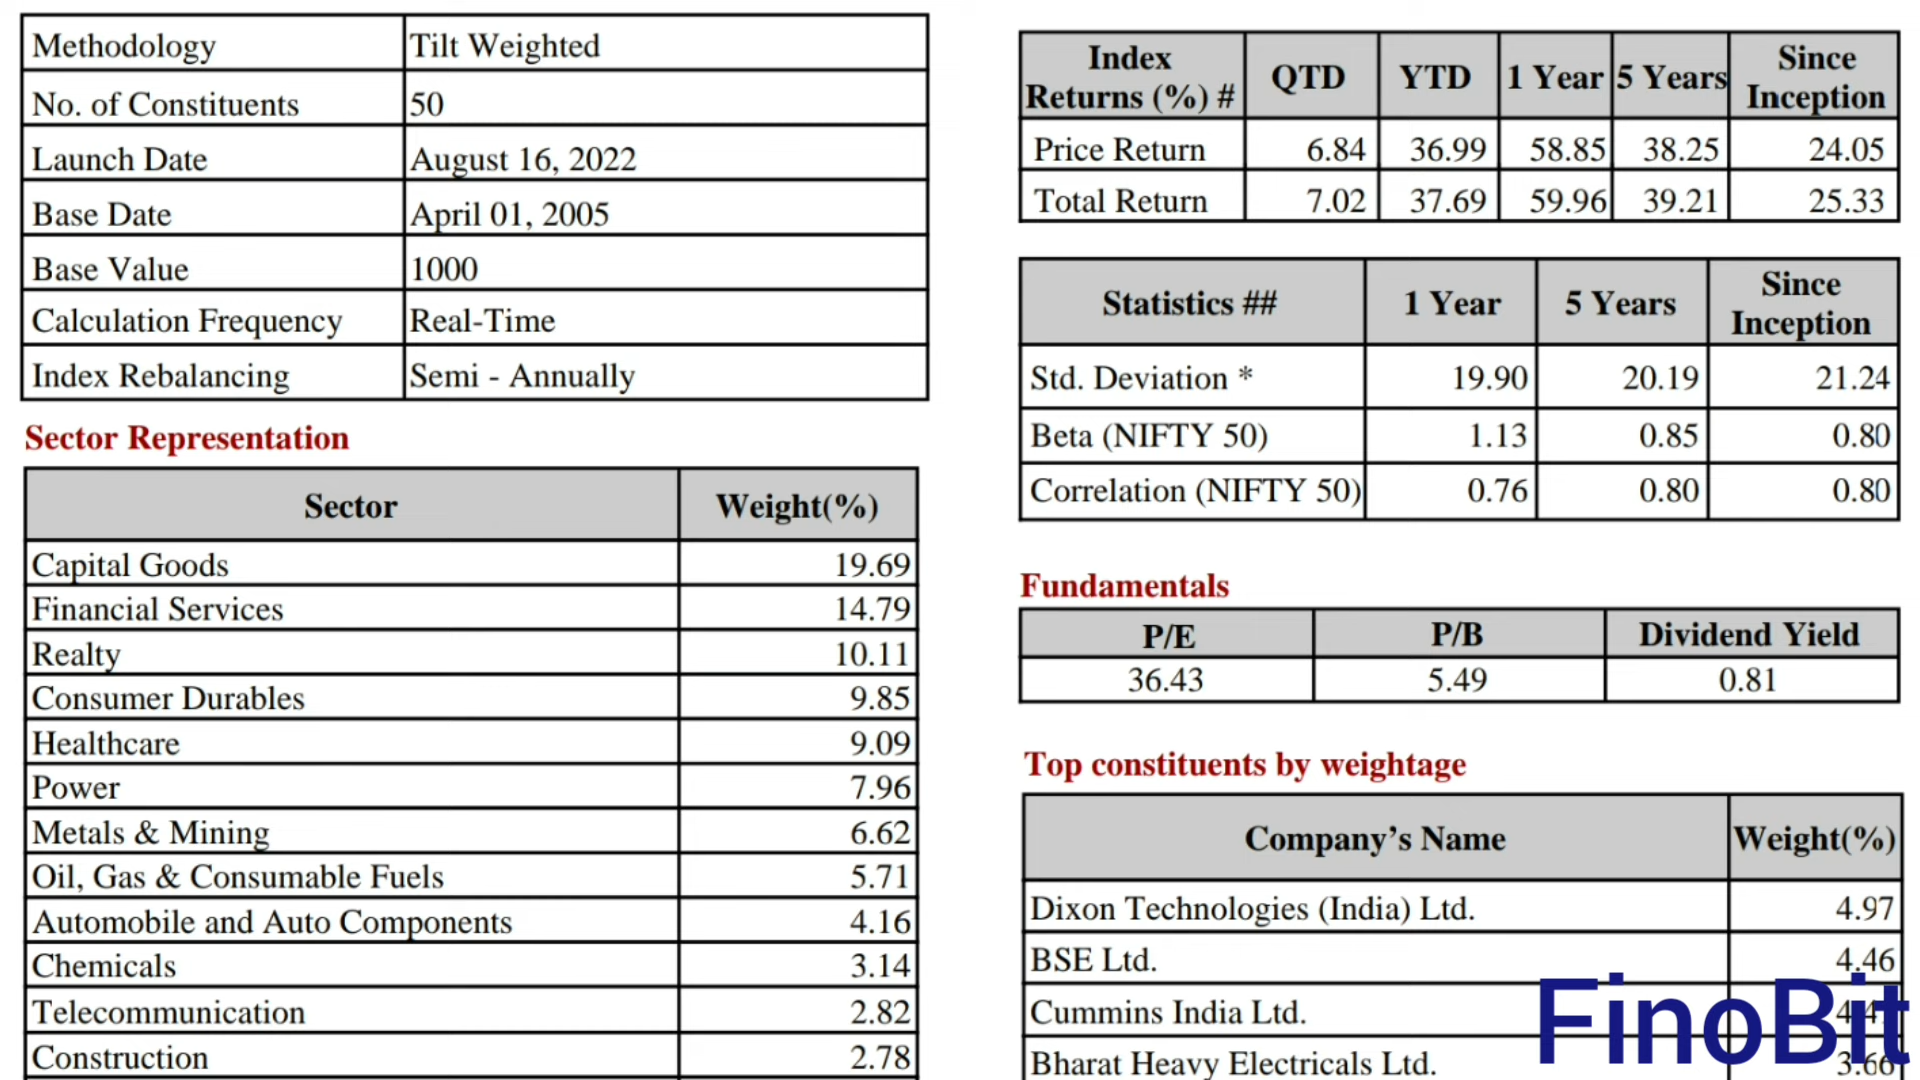 Methodology Tilt Weighted
No. of Constituents 50
Launch Date August 16, 2022
Base Date April 01, 2005
Base Value 1000
Calculation Frequency Real-Time
Index Rebalancing Semi - Annually
Sector Representation
Sector Weight(%)
Capital Goods 19.69
Financial Services 14.79
Realty 10.11
Consumer Durables 9.85
Healthcare 9.09
Power 7.96
Metals & Mining 6.62
Oil, Gas & Consumable Fuels 5.71
Automobile and Auto Components 4.16
Chemicals 3.14
Telecommunication 2.82
Construction 2.78
Index Returns (%) # QTD YTD 1 Year 5 Years Since Inception
Price Return 6.84 36.99 58.85 38.25 24.05
Total Return 7.02 37.69 59.96 39.21 25.33
Statistics ## 1 Year 5 Years Since Inception
Std. Deviation * 19.90 20.19 21.24
Beta (NIFTY 50) 1.13 0.85 0.80
Correlation (NIFTY 50) 0.76 0.80 0.80
Fundamentals
P/E P/B Dividend Yield
36.43 5.49 0.81
Top constituents by weightage
Company’s Name Weight(%)
Dixon Technologies (India) Ltd. 4.97
BSE Ltd. 4.46
Cummins India Ltd.
Bharat Heavy Electricals Ltd. 3.66
FinoBit